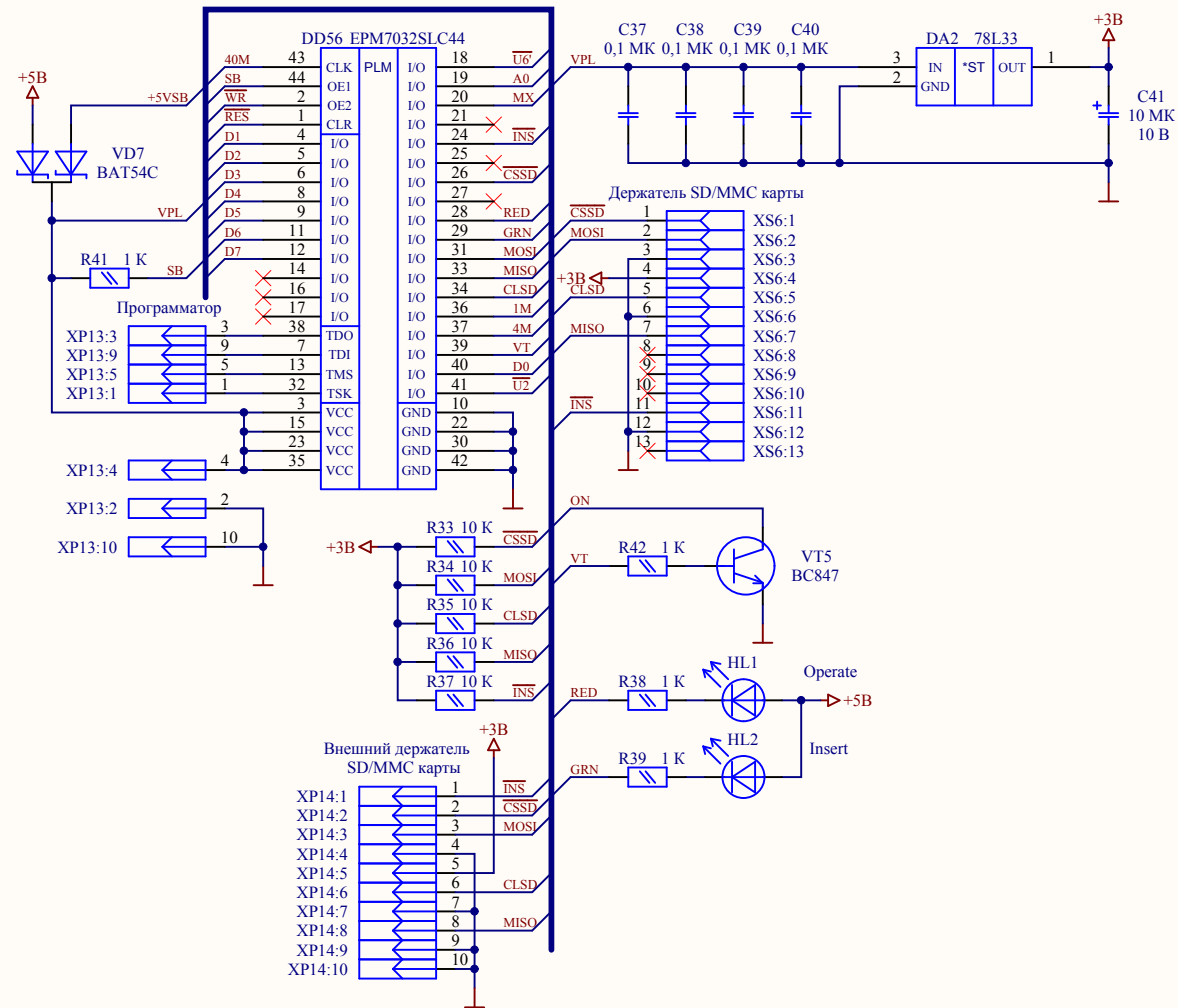 DD56 EPM7032SLC44
40M 43 CLK PLM I/O 18 U6'
SB 44 OE1 I/O 19 A0
WR 2 OE2 I/O 20 MX
RES 1 CLR I/O 21
D1 4 I/O I/O 24 INS
D2 5 I/O I/O 25
D3 6 I/O I/O 26 CSSD
D4 8 I/O I/O 27
D5 9 I/O I/O 28 RED
D6 11 I/O I/O 29 GRN
D7 12 I/O I/O 31 MOSI
14 I/O I/O 33 MISO
16 I/O I/O 34 CLSD
17 I/O I/O 36 1M
38 TDO I/O 37 4M
7 TDI I/O 39 VT
13 TMS I/O 40 D0
32 TSK I/O 41 U2
3 VCC GND 10
15 VCC GND 22
23 VCC GND 30
35 VCC GND 42
+5В
+5VSB
VD7
BAT54C
VPL
R41 1 К
SB
Программатор
XP13:3 3
XP13:9 9
XP13:5 5
XP13:1 1
XP13:4 4
XP13:2 2
XP13:10 10
VPL
C37 C38 C39 C40
0,1 МК 0,1 МК 0,1 МК 0,1 МК
DA2 78L33
3 IN *ST OUT 1
2 GND
+3В
+
C41
10 МК
10 В
Держатель SD/MMC карты
CSSD 1 XS6:1
MOSI 2 XS6:2
3 XS6:3
+3В 4 XS6:4
CLSD 5 XS6:5
6 XS6:6
MISO 7 XS6:7
8 XS6:8
9 XS6:9
10 XS6:10
INS 11 XS6:11
12 XS6:12
13 XS6:13
+3В
R33 10 К CSSD
R34 10 К MOSI
R35 10 К CLSD
R36 10 К MISO
R37 10 К INS
ON
VT R42 1 К
VT5
BC847
RED R38 1 К HL1 Operate
+5В
GRN R39 1 К HL2 Insert
+3В
Внешний держатель
SD/MMC карты
XP14:1 1 INS
XP14:2 2 CSSD
XP14:3 3 MOSI
XP14:4 4
XP14:5 5
XP14:6 6 CLSD
XP14:7 7
XP14:8 8 MISO
XP14:9 9
XP14:10 10